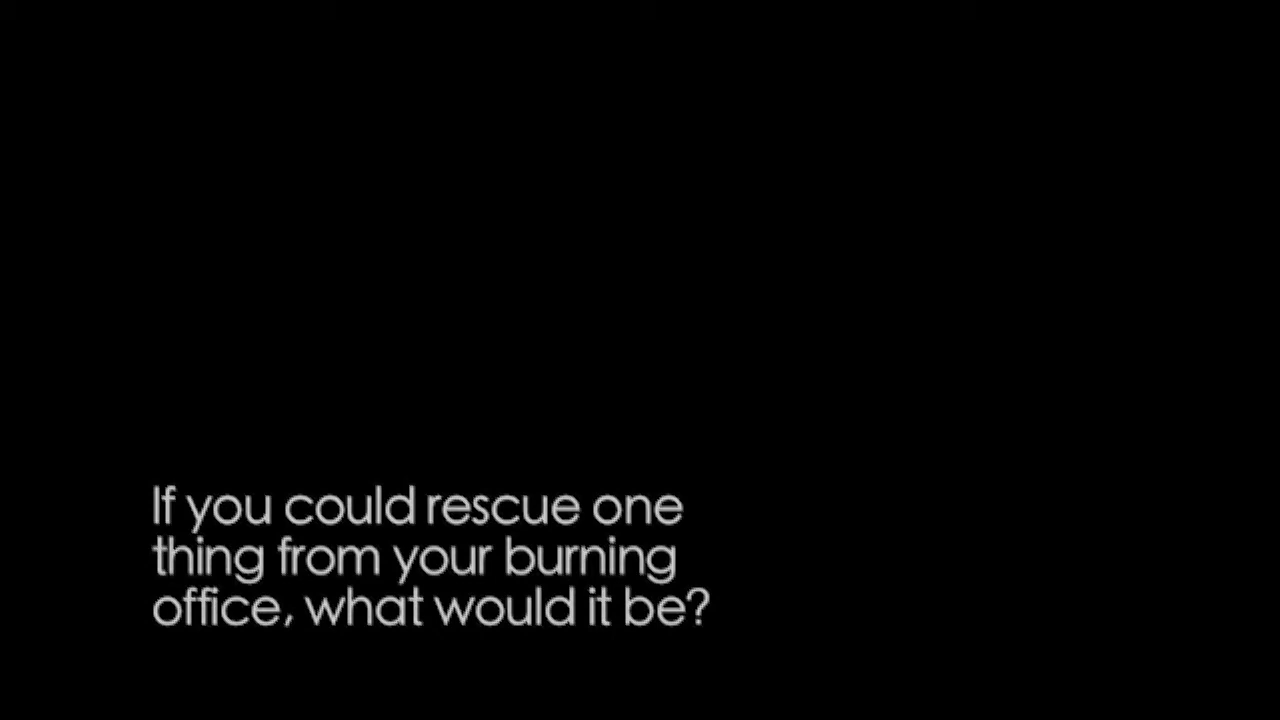 If you could rescue one
thing from your burning
office, what would it be?